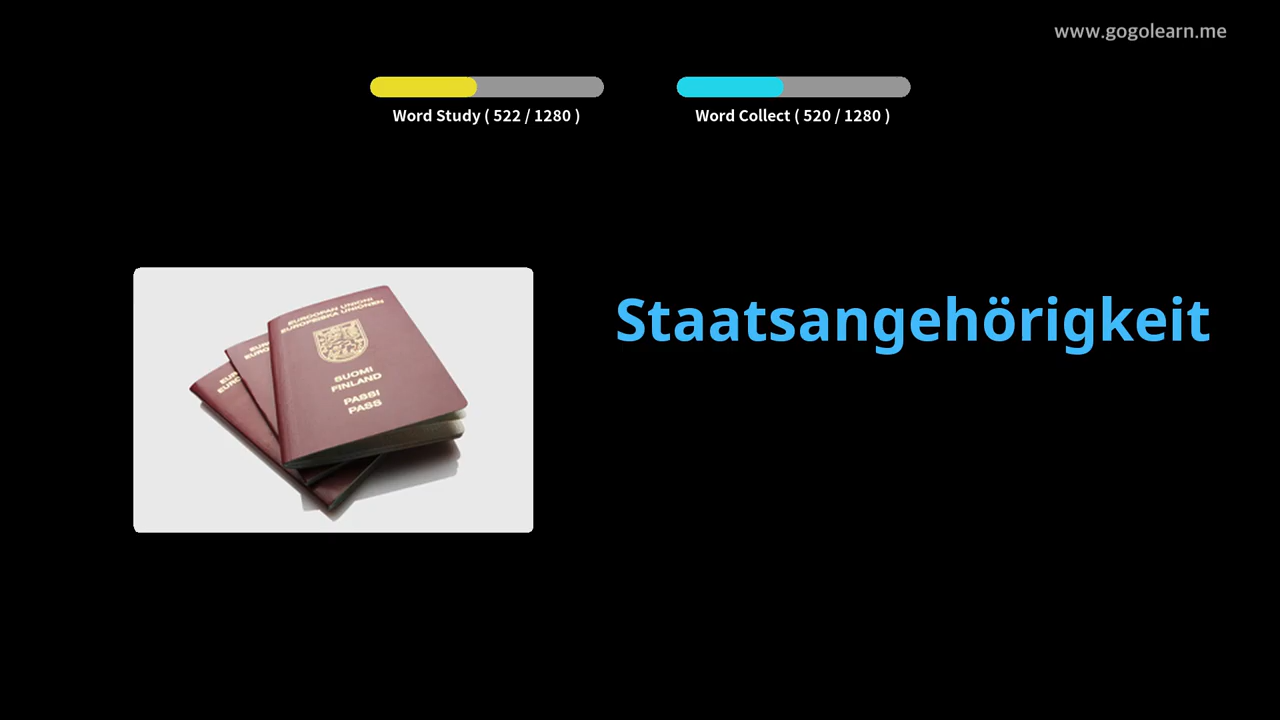 www.gogolearn.me
Word Study ( 522 / 1280 )
Word Collect ( 520 / 1280 )
Staatsangehörigkeit
EUROOPAN UNIONI
EUROPEISKA UNIONEN
SUOMI
FINLAND
PASSI
PASS